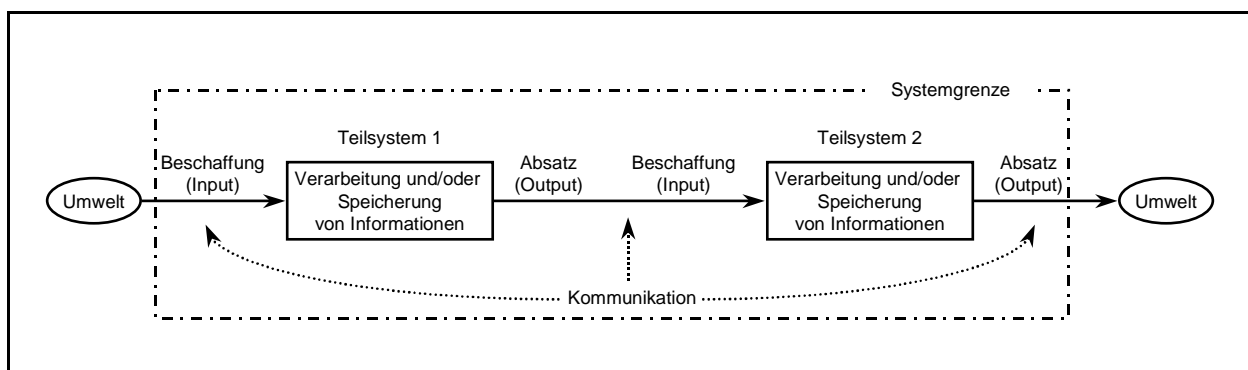 Systemgrenze
Teilsystem 1
Teilsystem 2
Beschaffung
(Input)
Absatz
(Output)
Beschaffung
(Input)
Absatz
(Output)
Umwelt
Verarbeitung und/oder
Speicherung
von Informationen
Verarbeitung und/oder
Speicherung
von Informationen
Umwelt
Kommunikation